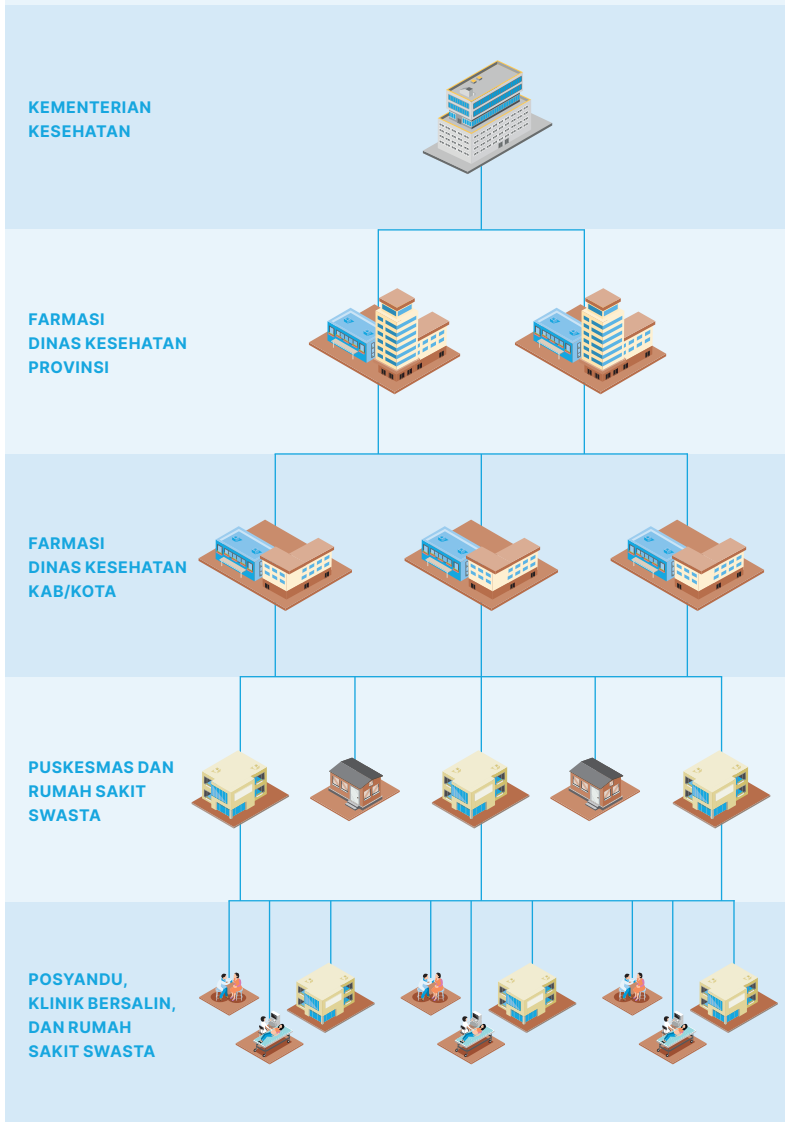 KEMENTERIAN
KESEHATAN
FARMASI
DINAS KESEHATAN
PROVINSI
FARMASI
DINAS KESEHATAN
KAB/KOTA
PUSKESMAS DAN
RUMAH SAKIT
SWASTA
POSYANDU,
KLINIK BERSALIN,
DAN RUMAH
SAKIT SWASTA